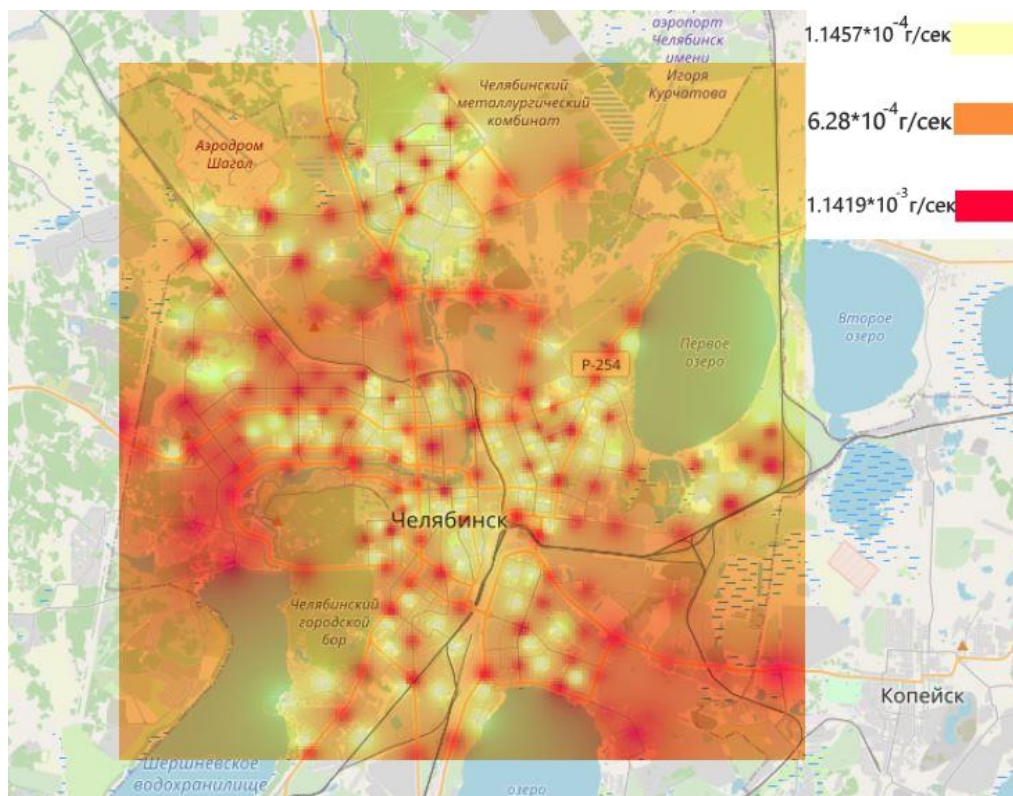 аэропорт
Челябинск
имени
Игоря
Курчатова
1.1457*10⁻⁴г/сек
6.28*10⁻⁴г/сек
1.1419*10⁻³г/сек
Челябинский
металлургический
комбинат
Аэродром
Шагол
Первое
озеро
Второе
озеро
Р-254
Челябинск
Челябинский
городской
бор
Копейск
Шершнёвское
водохранилище
озеро